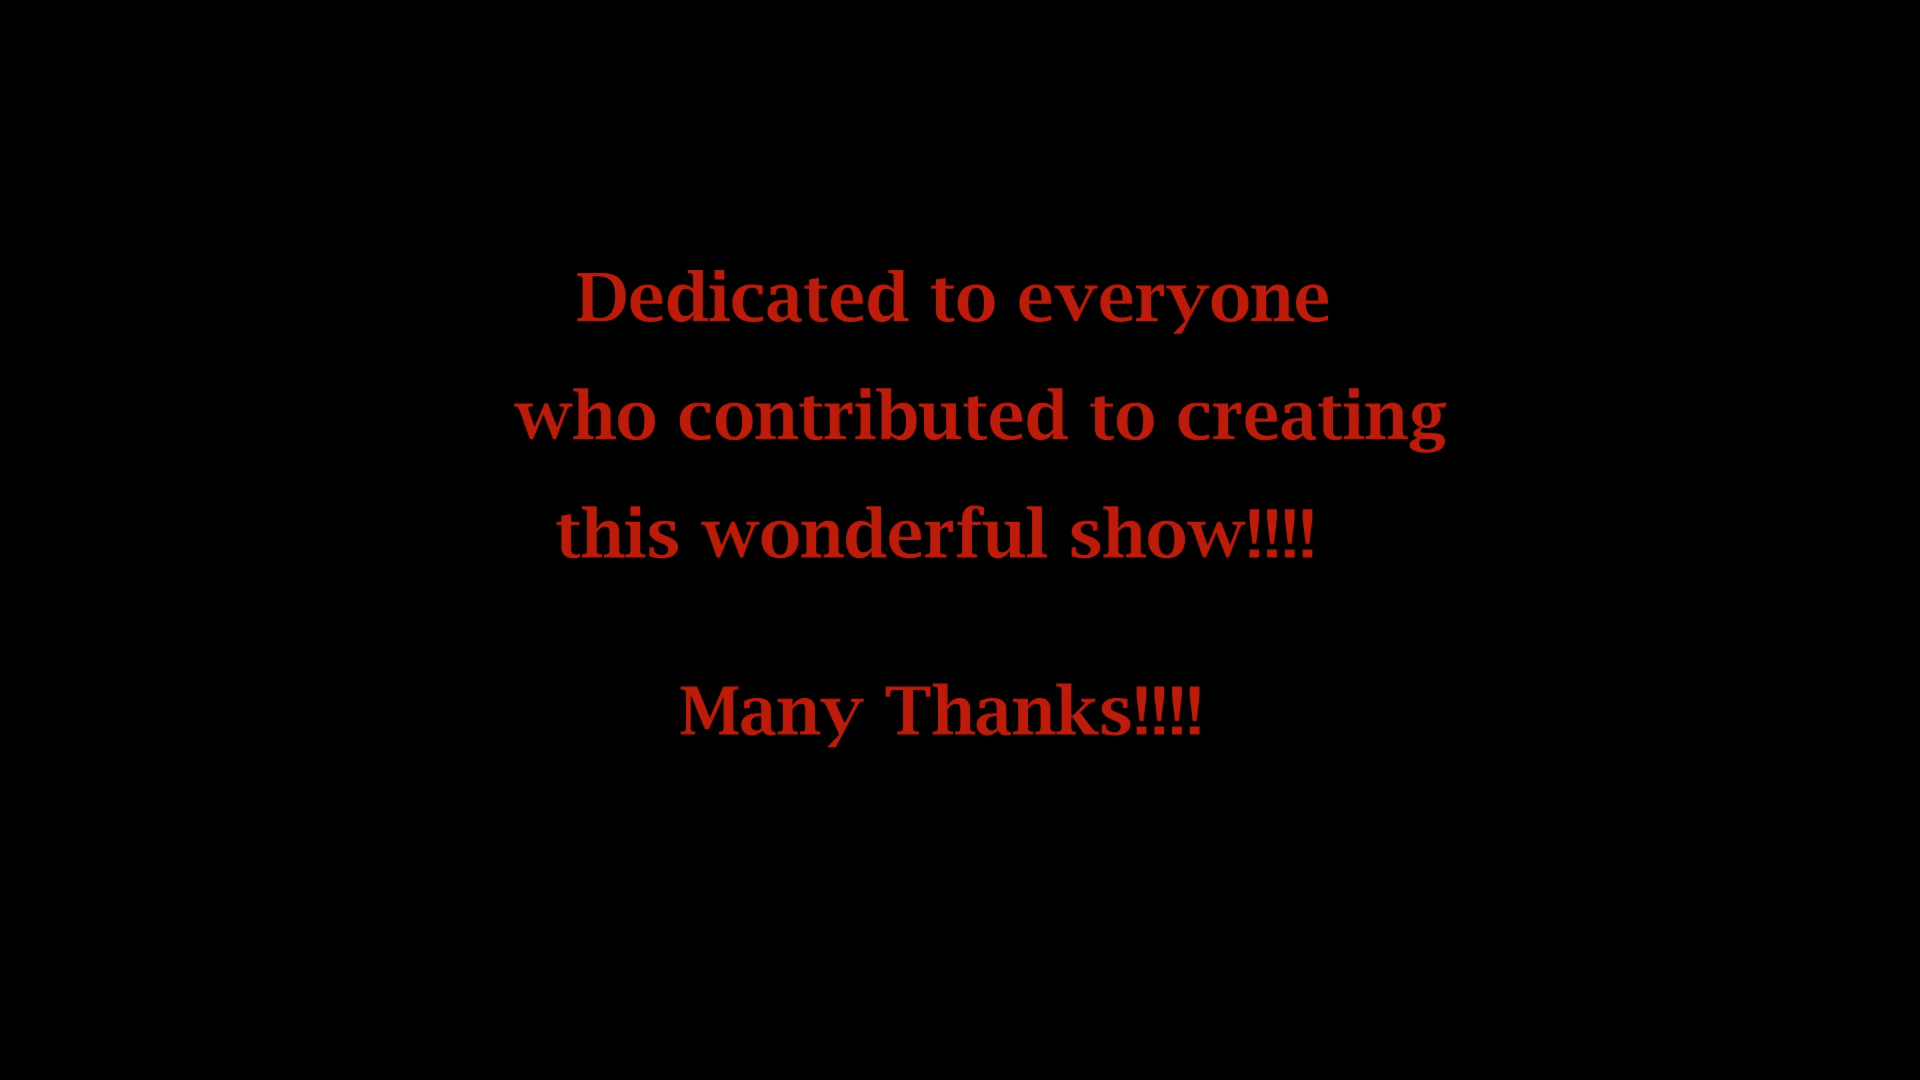 Dedicated to everyone
who contributed to creating
this wonderful show!!!!
Many Thanks!!!!